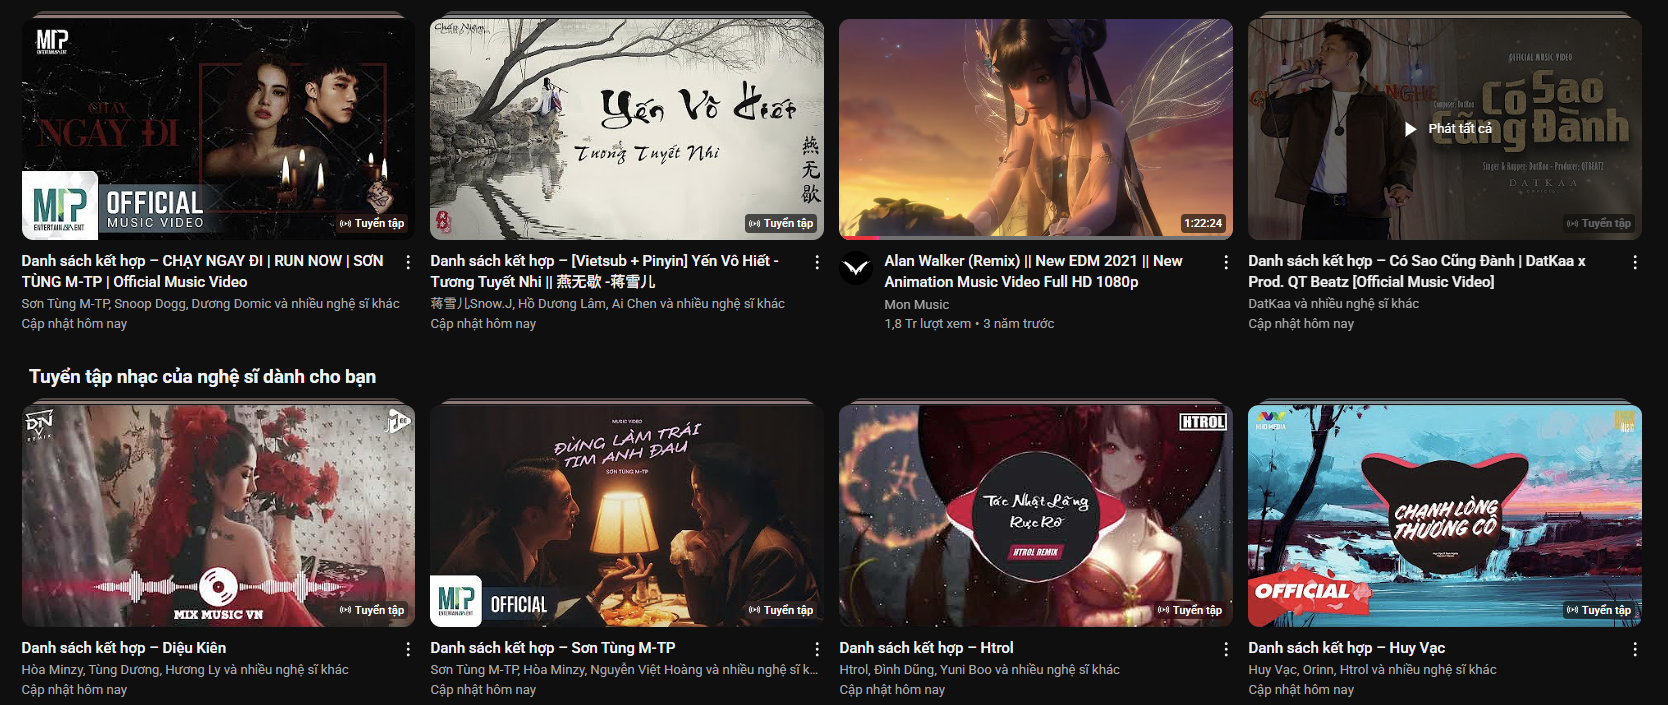 MTP
ENTERTAINMENT
CHẠY
NGAY ĐI
MTP
ENTERTAINMENT
OFFICIAL
MUSIC VIDEO
Tuyển tập
Yến Vô Hiết
Tương Tuyết Nhi
燕无歇
Tuyển tập
1:22:24
OFFICIAL MUSIC VIDEO
Composer: DatKaa
Có Sao
Cũng Đành
Phát tất cả
Singer & Rapper: DatKaa - Producer: QTBEATZ
DATKAA
Tuyển tập
Danh sách kết hợp – CHẠY NGAY ĐI | RUN NOW | SƠN
TÙNG M-TP | Official Music Video
Sơn Tùng M-TP, Snoop Dogg, Dương Domic và nhiều nghệ sĩ khác
Cập nhật hôm nay
Danh sách kết hợp – [Vietsub + Pinyin] Yến Vô Hiết -
Tương Tuyết Nhi || 燕无歇 -蒋雪儿
蒋雪儿Snow.J, Hồ Dương Lâm, Ai Chen và nhiều nghệ sĩ khác
Cập nhật hôm nay
Alan Walker (Remix) || New EDM 2021 || New
Animation Music Video Full HD 1080p
Mon Music
1,8 Tr lượt xem • 3 năm trước
Danh sách kết hợp – Có Sao Cũng Đành | DatKaa x
Prod. QT Beatz [Official Music Video]
DatKaa và nhiều nghệ sĩ khác
Cập nhật hôm nay
Tuyển tập nhạc của nghệ sĩ dành cho bạn
DN
REMIX
MIX MUSIC VN
Tuyển tập
MUSIC VIDEO
ĐỪNG LÀM TRÁI
TIM ANH ĐAU
SƠN TÙNG M-TP
MTP
ENTERTAINMENT
OFFICIAL
Tuyển tập
HTROL
Tác Nhật Lãng
Rực Rỡ
HTROL REMIX
Tuyển tập
CHẠNH LÒNG
THƯƠNG CÔ
OFFICIAL
Tuyển tập
Danh sách kết hợp – Diệu Kiên
Hòa Minzy, Tùng Dương, Hương Ly và nhiều nghệ sĩ khác
Cập nhật hôm nay
Danh sách kết hợp – Sơn Tùng M-TP
Sơn Tùng M-TP, Hòa Minzy, Nguyễn Việt Hoàng và nhiều nghệ sĩ k...
Cập nhật hôm nay
Danh sách kết hợp – Htrol
Htrol, Đình Dũng, Yuni Boo và nhiều nghệ sĩ khác
Cập nhật hôm nay
Danh sách kết hợp – Huy Vạc
Huy Vạc, Orinn, Htrol và nhiều nghệ sĩ khác
Cập nhật hôm nay